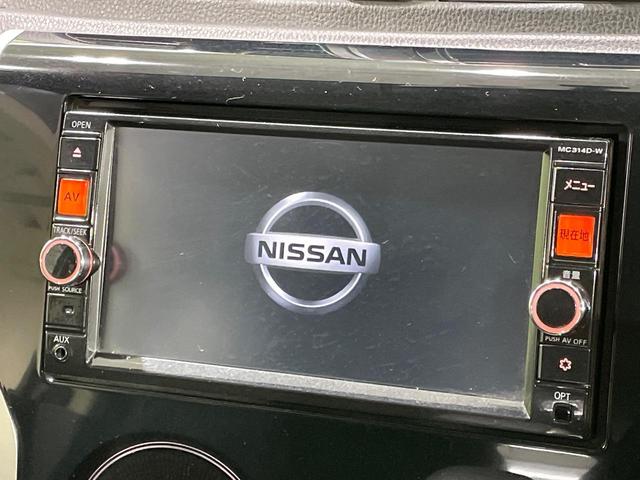 OPEN
AV
TRACK/SEEK
PUSH SOURCE
AUX
NISSAN
MC314D-W
メニュー
現在地
音量
PUSH AV OFF
OPT